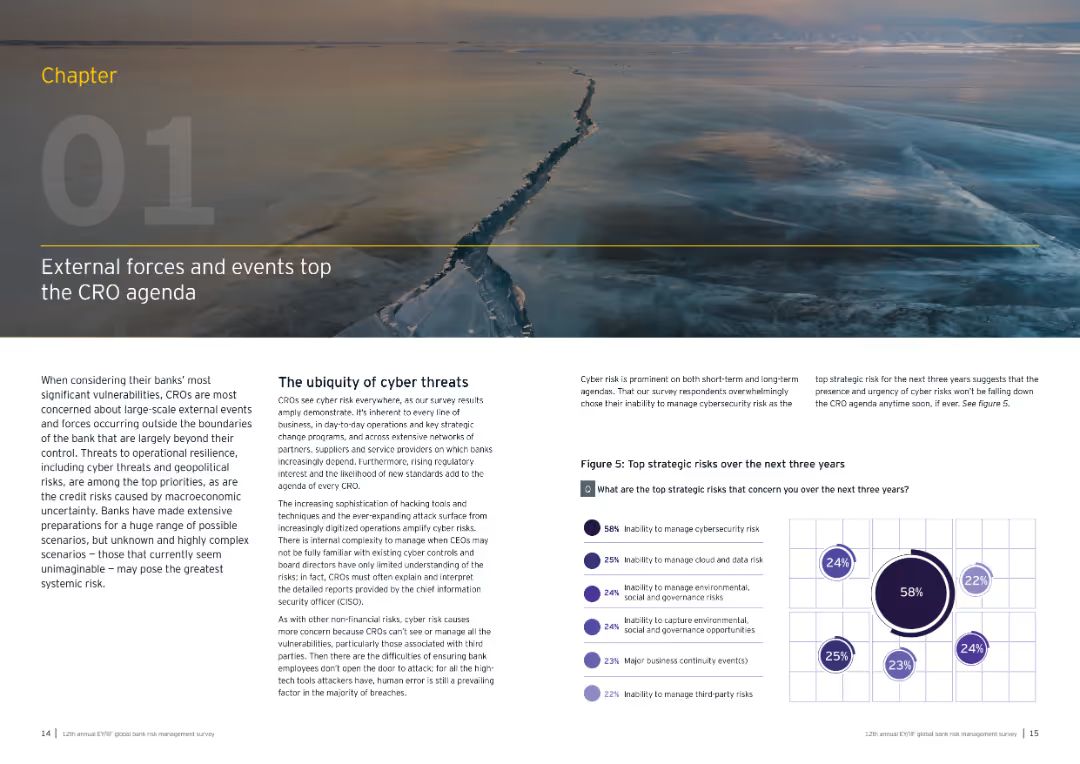 Chapter
01
External forces and events top
the CRO agenda
When considering their banks’ most
significant vulnerabilities, CROs are most
concerned about large-scale external events
and forces occurring outside the boundaries
of the bank that are largely beyond their
control. Threats to operational resilience,
including cyber threats and geopolitical
risks, are among the top priorities, as are
the credit risks caused by macroeconomic
uncertainty. Banks have made extensive
preparations for a huge range of possible
scenarios, but unknown and highly complex
scenarios — those that currently seem
unimaginable — may pose the greatest
systemic risk.
The ubiquity of cyber threats
CROs see cyber risk everywhere, as our survey results
amply demonstrate. It’s inherent to every line of
business, in day-to-day operations and key strategic
change programs, and across extensive networks of
partners, suppliers and service providers on which banks
increasingly depend. Furthermore, rising regulatory
interest and the likelihood of new standards add to the
agenda of every CRO.
The increasing sophistication of hacking tools and
techniques and the ever-expanding attack surface from
increasingly digitized operations amplify cyber risks.
There is internal complexity to manage when CEOs may
not be fully familiar with existing cyber controls and
board directors have only limited understanding of the
risks; in fact, CROs must often explain and interpret
the detailed reports provided by the chief information
security officer (CISO).
As with other non-financial risks, cyber risk causes
more concern because CROs can’t see or manage all the
vulnerabilities, particularly those associated with third
parties. Then there are the difficulties of ensuring bank
employees don’t open the door to attack: for all the high-
tech tools attackers have, human error is still a prevailing
factor in the majority of breaches.
Cyber risk is prominent on both short-term and long-term
agendas. That our survey respondents overwhelmingly
chose their inability to manage cybersecurity risk as the
top strategic risk for the next three years suggests that the
presence and urgency of cyber risks won’t be falling down
the CRO agenda anytime soon, if ever. See figure 5.
Figure 5: Top strategic risks over the next three years
Q What are the top strategic risks that concern you over the next three years?
58% Inability to manage cybersecurity risk
25% Inability to manage cloud and data risk
24% Inability to manage environmental,
social and governance risks
24% Inability to capture environmental,
social and governance opportunities
23% Major business continuity event(s)
22% Inability to manage third-party risks
24%
58%
22%
25%
23%
24%
14 | 12th annual EY/IIF global bank risk management survey
12th annual EY/IIF global bank risk management survey | 15